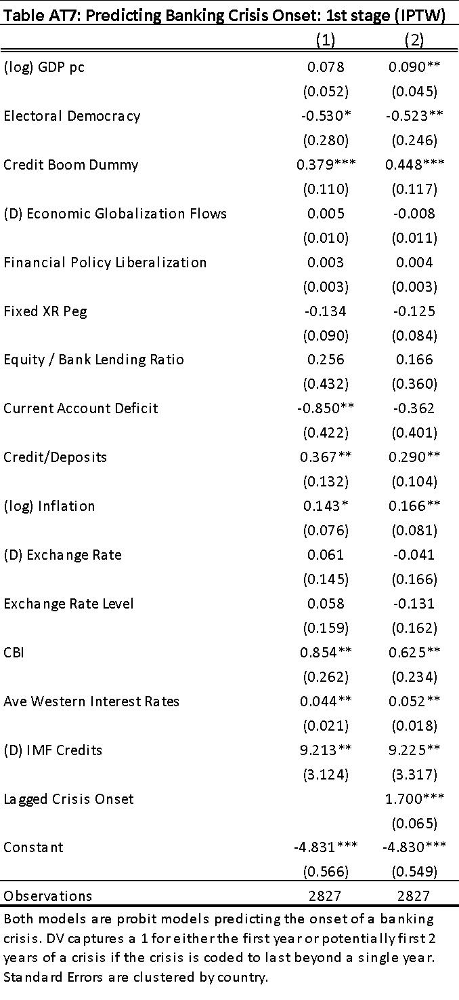 Table AT7: Predicting Banking Crisis Onset: 1st stage (IPTW)
(1) (2)
(log) GDP pc 0.078 0.090**
(0.052) (0.045)
Electoral Democracy -0.530* -0.523**
(0.280) (0.246)
Credit Boom Dummy 0.379*** 0.448***
(0.110) (0.117)
(D) Economic Globalization Flows 0.005 -0.008
(0.010) (0.011)
Financial Policy Liberalization 0.003 0.004
(0.003) (0.003)
Fixed XR Peg -0.134 -0.125
(0.090) (0.084)
Equity / Bank Lending Ratio 0.256 0.166
(0.432) (0.360)
Current Account Deficit -0.850** -0.362
(0.422) (0.401)
Credit/Deposits 0.367** 0.290**
(0.132) (0.104)
(log) Inflation 0.143* 0.166**
(0.076) (0.081)
(D) Exchange Rate 0.061 -0.041
(0.145) (0.166)
Exchange Rate Level 0.058 -0.131
(0.159) (0.162)
CBI 0.854** 0.625**
(0.262) (0.234)
Ave Western Interest Rates 0.044** 0.052**
(0.021) (0.018)
(D) IMF Credits 9.213** 9.225**
(3.124) (3.317)
Lagged Crisis Onset 1.700***
(0.065)
Constant -4.831*** -4.830***
(0.566) (0.549)
Observations 2827 2827
Both models are probit models predicting the onset of a banking
crisis. DV captures a 1 for either the first year or potentially first 2
years of a crisis if the crisis is coded to last beyond a single year.
Standard Errors are clustered by country.